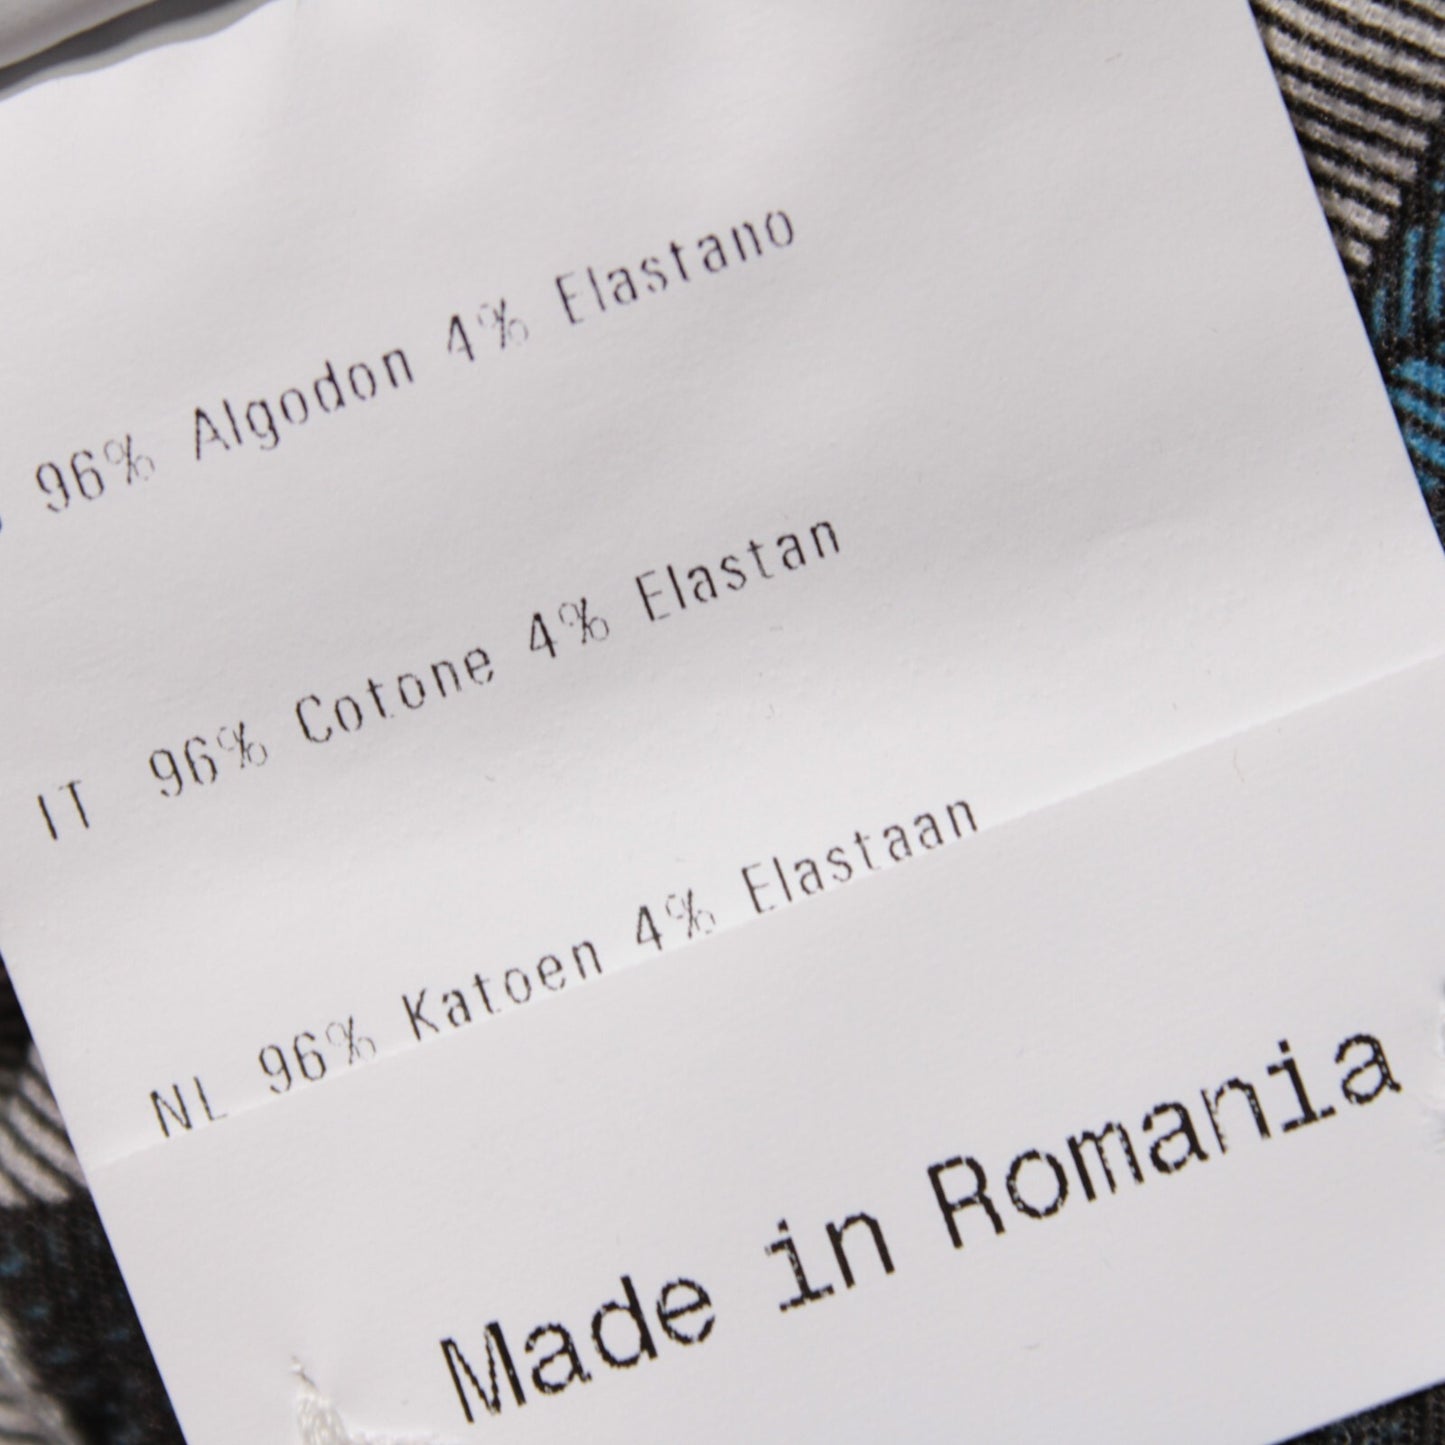 96% Algodon 4% Elastano
IT 96% Cotone 4% Elastan
NL 96% Katoen 4% Elastaan
Made in Romania